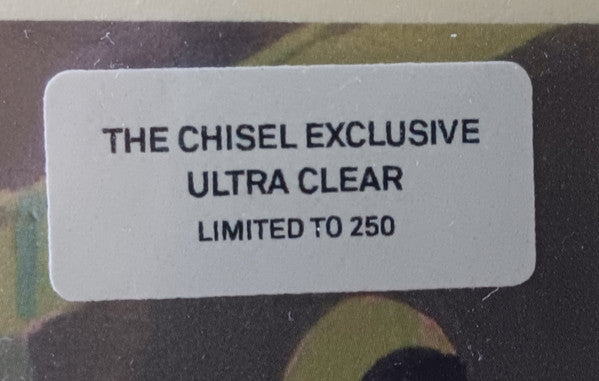 THE CHISEL EXCLUSIVE
ULTRA CLEAR
LIMITED TO 250